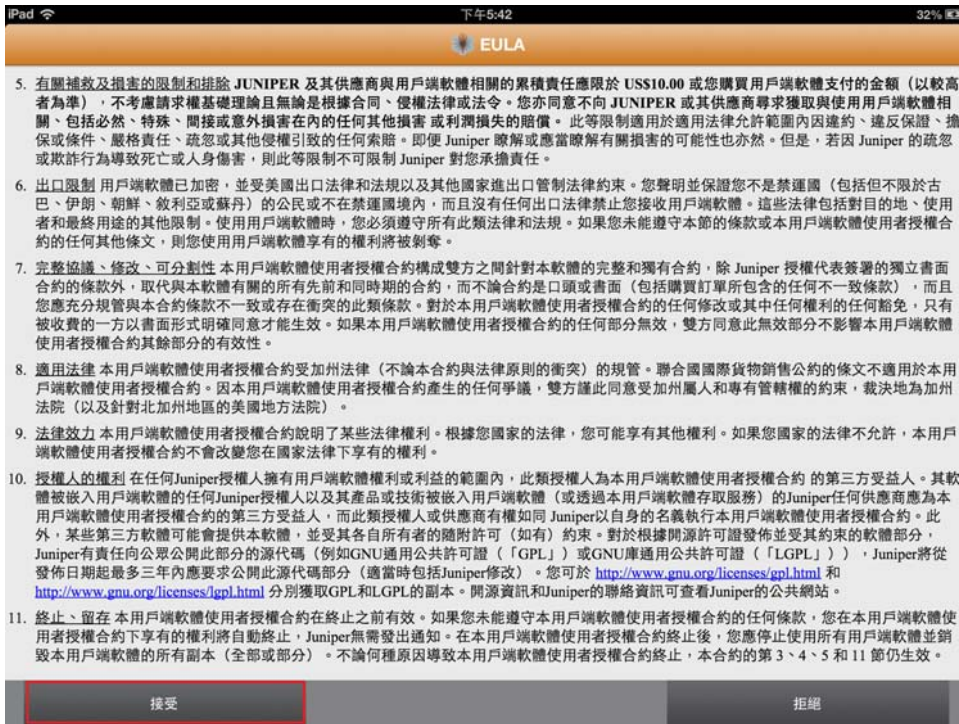 iPad
下午5:42
32%
EULA
5. 有關補救及損害的限制和排除 JUNIPER 及其供應商與用戶端軟體相關的累積責任應限於 US$10.00 或您購買用戶端軟體支付的金額（以較高
者為準），不考慮請求權基礎理論且無論是根據合同、侵權法律或法令。您亦同意不向 JUNIPER 或其供應商尋求獲取與使用用戶端軟體相
關、包括必然、特殊、間接或意外損害在內的任何其他損害 或利潤損失的賠償。 此等限制適用於適用法律允許範圍內因違約、違反保證、擔
保或條件、嚴格責任、疏忽或其他侵權引致的任何索賠。即便 Juniper 瞭解或應當瞭解有關損害的可能性也亦然。但是，若因 Juniper 的疏忽
或欺詐行為導致死亡或人身傷害，則此等限制不可限制 Juniper 對您承擔責任。
6. 出口限制 用戶端軟體已加密，並受美國出口法律和法規以及其他國家進出口管制法律約束。您聲明並保證您不是禁運國（包括但不限於古
巴、伊朗、朝鮮、敘利亞或蘇丹）的公民或不在禁運國境內，而且沒有任何出口法律禁止您接收用戶端軟體。這些法律包括對目的地、使用
者和最終用途的其他限制。使用用戶端軟體時，您必須遵守所有此類法律和法規。如果您未能遵守本節的條款或本用戶端軟體使用者授權合
約的任何其他條文，則您使用用戶端軟體享有的權利將被剝奪。
7. 完整協議、修改、可分割性 本用戶端軟體使用者授權合約構成雙方之間針對本軟體的完整和獨有合約，除 Juniper 授權代表簽署的獨立書面
合約的條款外，取代與本軟體有關的所有先前和同時期的合約，而不論合約是口頭或書面（包括購買訂單所包含的任何不一致條款），而且
您應充分規管與本合約條款不一致或存在衝突的此類條款。對於本用戶端軟體使用者授權合約的任何修改或其中任何權利的任何豁免，只有
被收費的一方以書面形式明確同意才能生效。如果本用戶端軟體使用者授權合約的任何部分無效，雙方同意此無效部分不影響本用戶端軟體
使用者授權合約其餘部分的有效性。
8. 適用法律 本用戶端軟體使用者授權合約受加州法律（不論本合約與法律原則的衝突）的規管。聯合國國際貨物銷售公約的條文不適用於本用
戶端軟體使用者授權合約。因本用戶端軟體使用者授權合約產生的任何爭議，雙方謹此同意受加州屬人和專有管轄權的約束，裁決地為加州
法院（以及針對北加州地區的美國地方法院）。
9. 法律效力 本用戶端軟體使用者授權合約說明了某些法律權利。根據您國家的法律，您可能享有其他權利。如果您國家的法律不允許，本用戶
端軟體使用者授權合約不會改變您在國家法律下享有的權利。
10. 授權人的權利 在任何Juniper授權人擁有用戶端軟體權利或利益的範圍內，此類授權人為本用戶端軟體使用者授權合約 的第三方受益人。其軟
體被嵌入用戶端軟體的任何Juniper授權人以及其產品或技術被嵌入用戶端軟體（或透過本用戶端軟體存取服務）的Juniper任何供應商應為本
用戶端軟體使用者授權合約的第三方受益人，而此類授權人或供應商有權如同 Juniper以自身的名義執行本用戶端軟體使用者授權合約。此
外，某些第三方軟體可能會提供本軟體，並受其各自所有者的隨附許可（如有）約束。對於根據開源許可證發佈並受其約束的軟體部分，
Juniper有責任向公眾公開此部分的源代碼（例如GNU通用公共許可證（「GPL」）或GNU庫通用公共許可證（「LGPL」）），Juniper將從
發佈日期起最多三年內應要求公開此源代碼部分（適當時包括Juniper修改）。您可於 http://www.gnu.org/licenses/gpl.html 和
http://www.gnu.org/licenses/lgpl.html 分別獲取GPL和LGPL的副本。開源資訊和Juniper的聯絡資訊可查看Juniper的公共網站。
11. 終止、留存 本用戶端軟體使用者授權合約在終止之前有效。如果您未能遵守本用戶端軟體使用者授權合約的任何條款，您在本用戶端軟體使
用者授權合約下享有的權利將自動終止，Juniper無需發出通知。在本用戶端軟體使用者授權合約終止後，您應停止使用所有用戶端軟體並銷
毀本用戶端軟體的所有副本（全部或部分）。不論何種原因導致本用戶端軟體使用者授權合約終止，本合約的第 3、4、5 和 11 節仍生效。
接受
拒絕